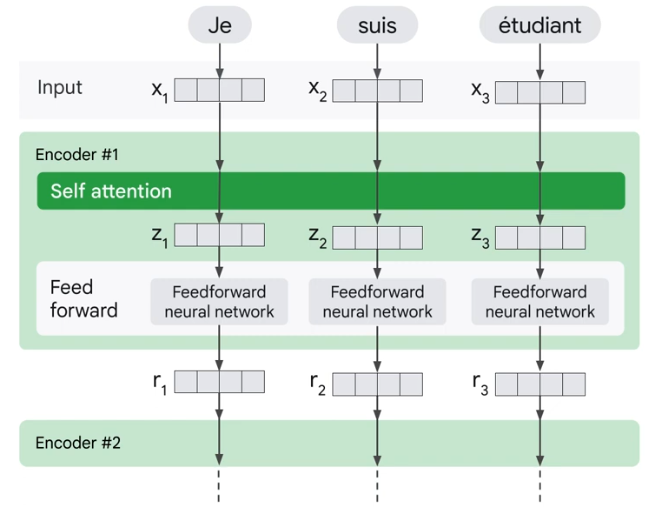 Je suis étudiant
Input x1 x2 x3
Encoder #1
Self attention
z1 z2 z3
Feed
forward
Feedforward
neural network
Feedforward
neural network
Feedforward
neural network
r1 r2 r3
Encoder #2